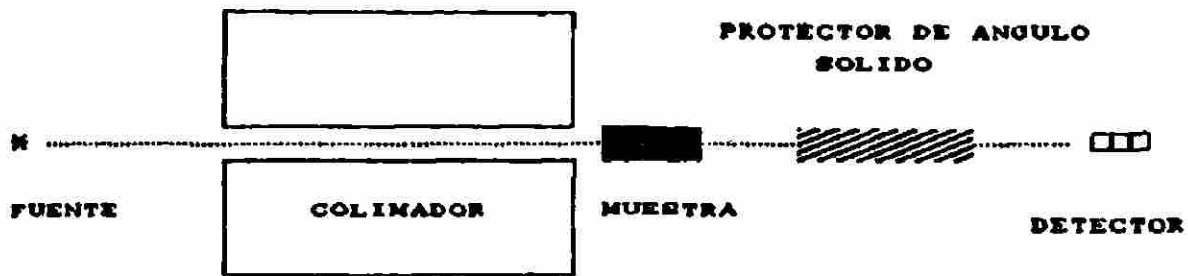 PROTECTOR DE ANGULO
SOLIDO
FUENTE
COLIMADOR
MUESTRA
DETECTOR